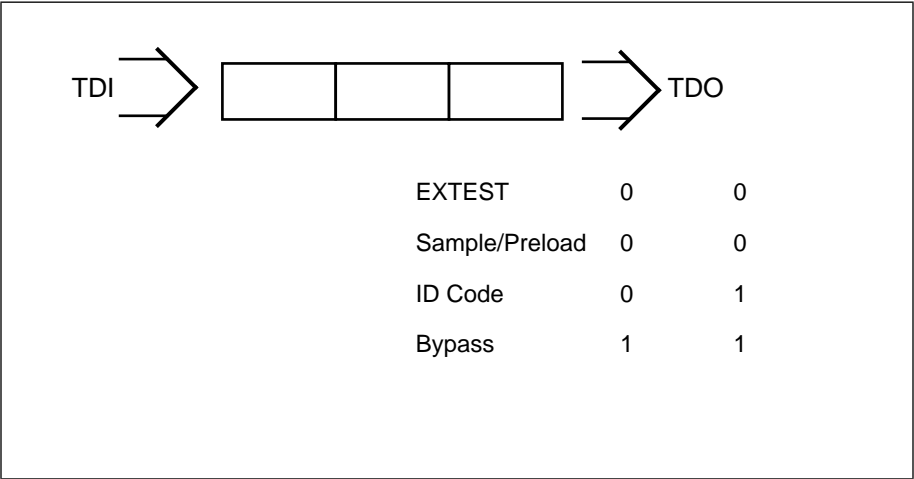 TDI TDO
EXTEST 0 0
Sample/Preload 0 0
ID Code 0 1
Bypass 1 1